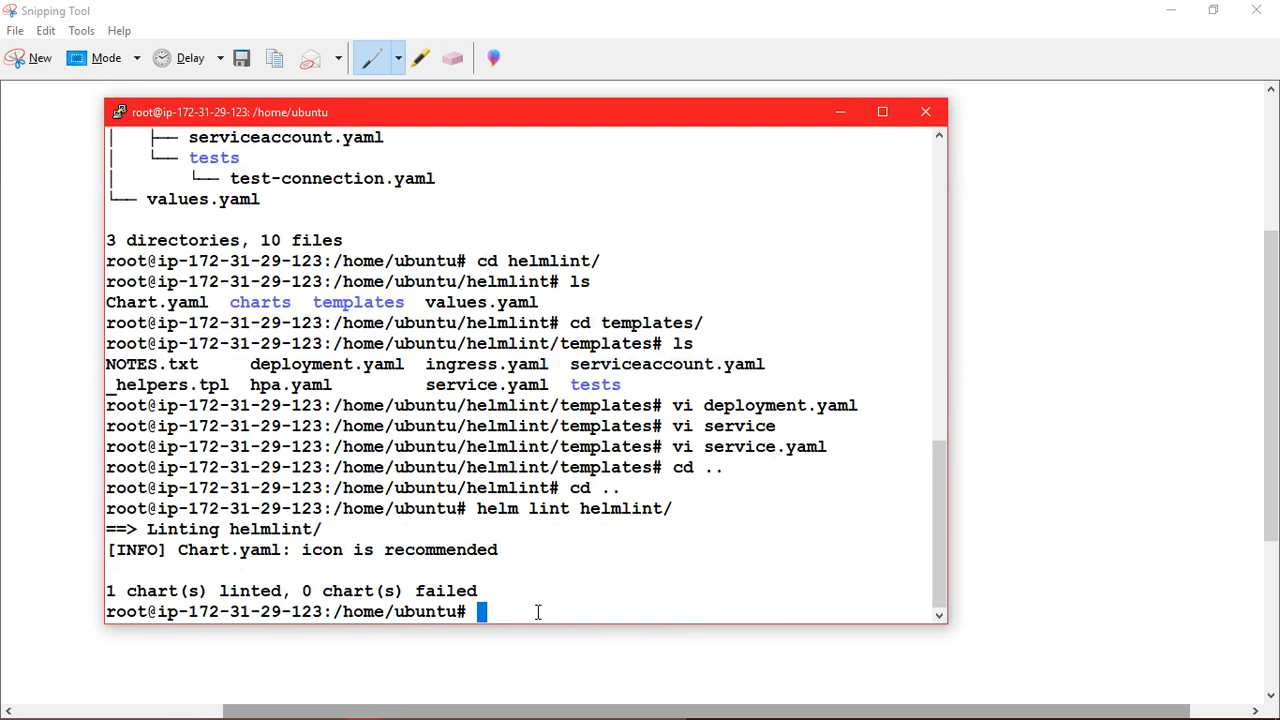 Snipping Tool
File Edit Tools Help
New Mode Delay
root@ip-172-31-29-123: /home/ubuntu
│   ├── serviceaccount.yaml
│   └── tests
│       └── test-connection.yaml
└── values.yaml
3 directories, 10 files
root@ip-172-31-29-123:/home/ubuntu# cd helmlint/
root@ip-172-31-29-123:/home/ubuntu/helmlint# ls
Chart.yaml charts templates values.yaml
root@ip-172-31-29-123:/home/ubuntu/helmlint# cd templates/
root@ip-172-31-29-123:/home/ubuntu/helmlint/templates# ls
NOTES.txt deployment.yaml ingress.yaml serviceaccount.yaml
_helpers.tpl hpa.yaml service.yaml tests
root@ip-172-31-29-123:/home/ubuntu/helmlint/templates# vi deployment.yaml
root@ip-172-31-29-123:/home/ubuntu/helmlint/templates# vi service
root@ip-172-31-29-123:/home/ubuntu/helmlint/templates# vi service.yaml
root@ip-172-31-29-123:/home/ubuntu/helmlint/templates# cd ..
root@ip-172-31-29-123:/home/ubuntu/helmlint# cd ..
root@ip-172-31-29-123:/home/ubuntu# helm lint helmlint/
==> Linting helmlint/
[INFO] Chart.yaml: icon is recommended
1 chart(s) linted, 0 chart(s) failed
root@ip-172-31-29-123:/home/ubuntu#